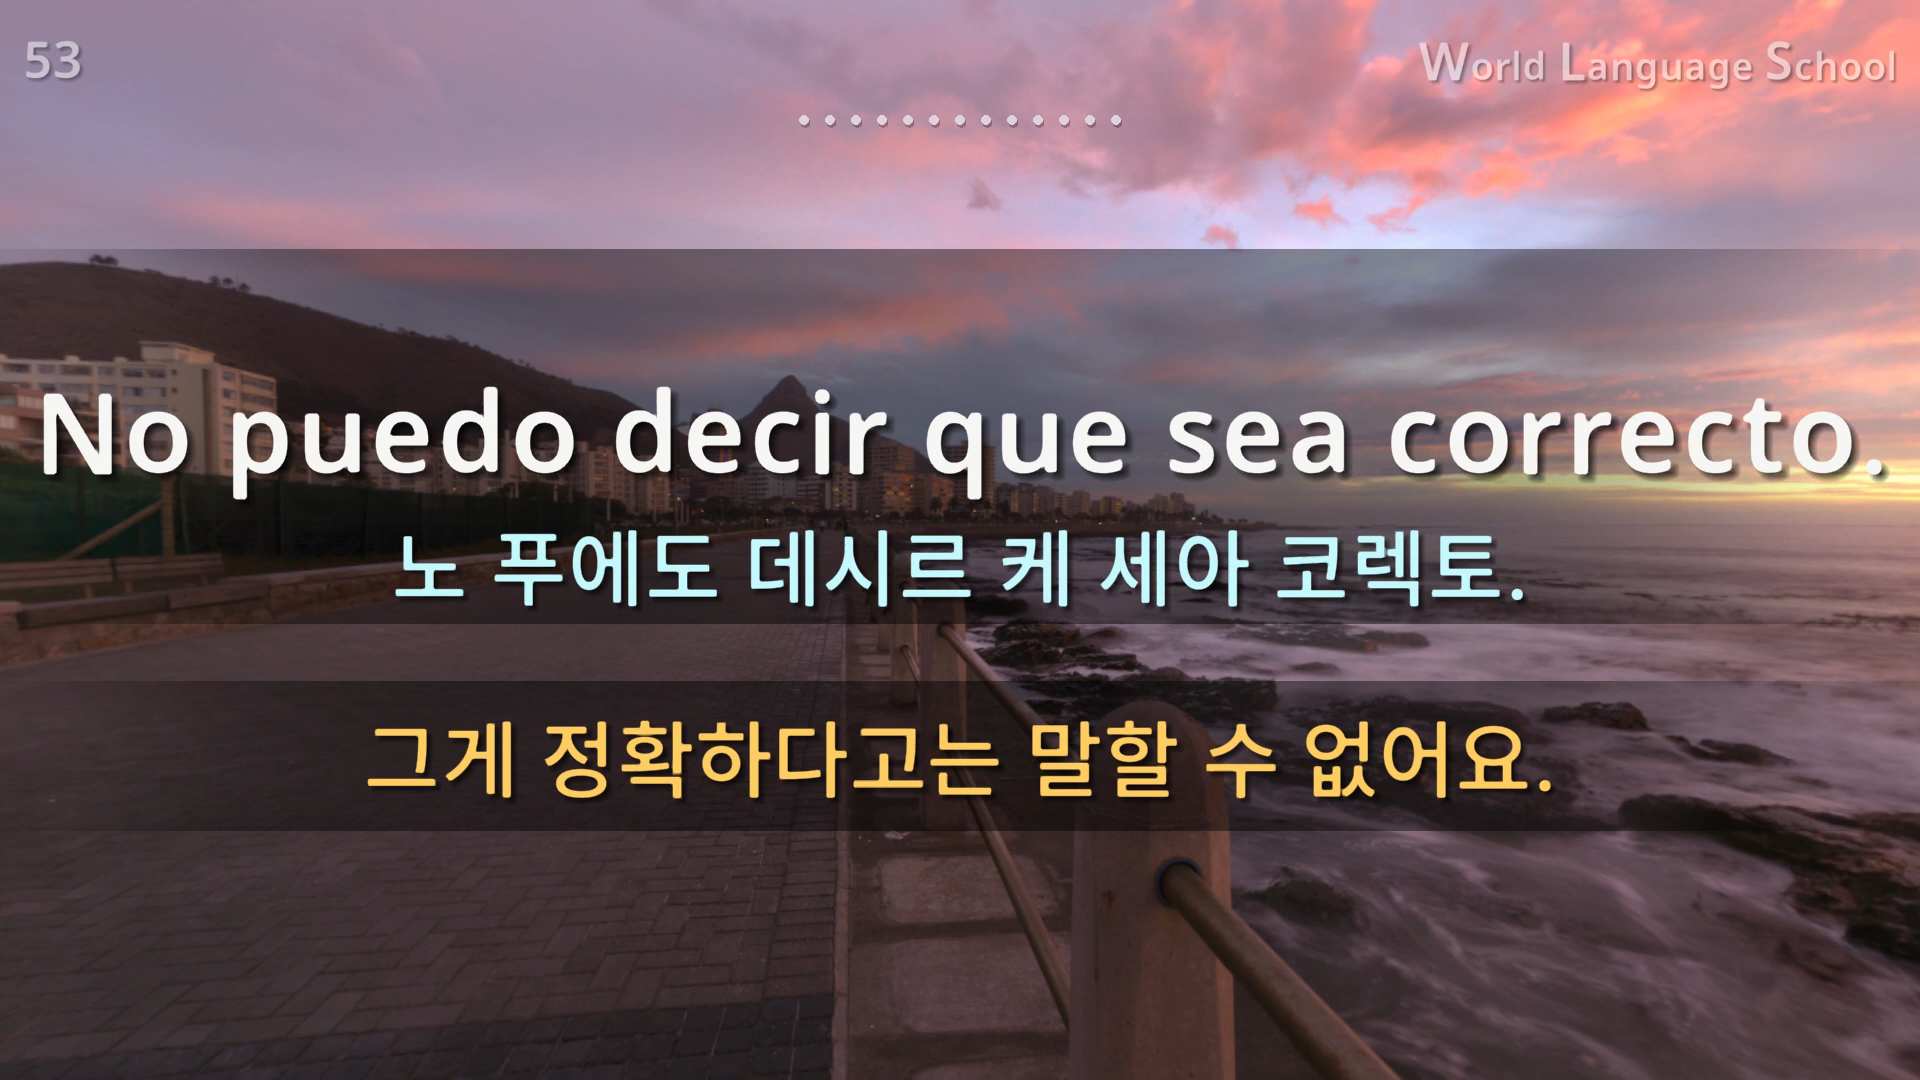 53
World Language School
No puedo decir que sea correcto.
노 푸에도 데시르 케 세아 코렉토.
그게 정확하다고는 말할 수 없어요.